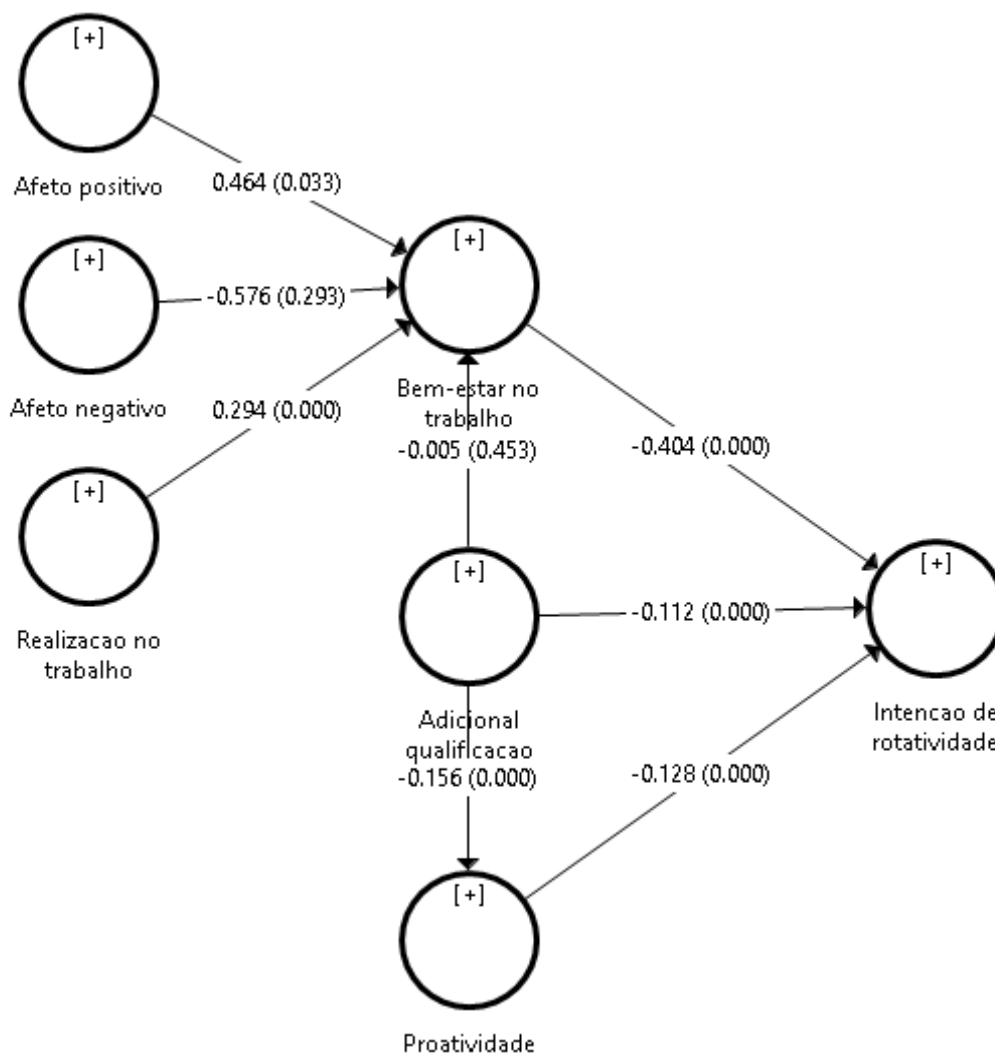 [+]
Afeto positivo
0.464 (0.033)
[+]
[+]
-0.576 (0.293)
Afeto negativo
0.294 (0.000)
Bem-estar no
trabalho
-0.005 (0.453)
-0.404 (0.000)
[+]
Realizacao no
trabalho
[+]
[+]
-0.112 (0.000)
Adicional
qualificacao
-0.156 (0.000)
Intencao de
rotatividade
-0.128 (0.000)
[+]
Proatividade